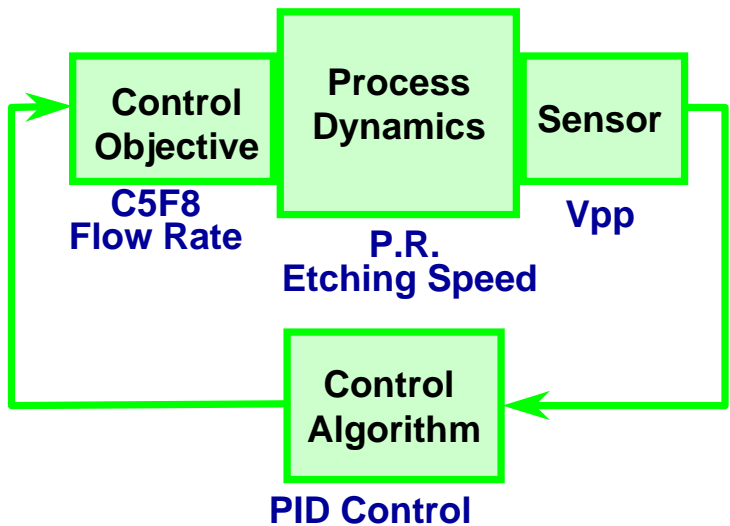 Control
Objective
Process
Dynamics
Sensor
C5F8
Flow Rate
P.R.
Etching Speed
Vpp
Control
Algorithm
PID Control